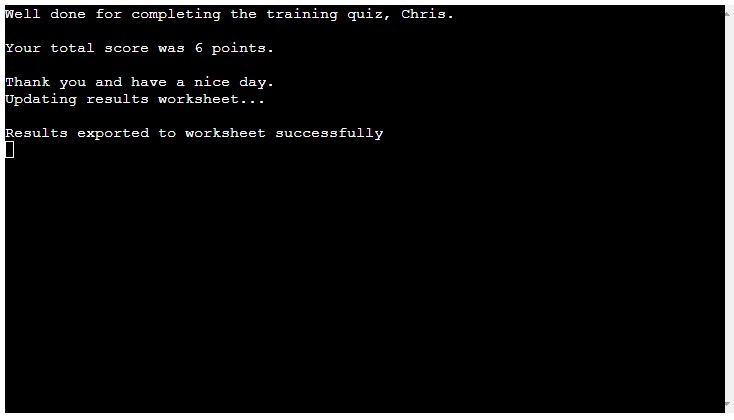 Well done for completing the training quiz, Chris.
Your total score was 6 points.
Thank you and have a nice day.
Updating results worksheet...
Results exported to worksheet successfully